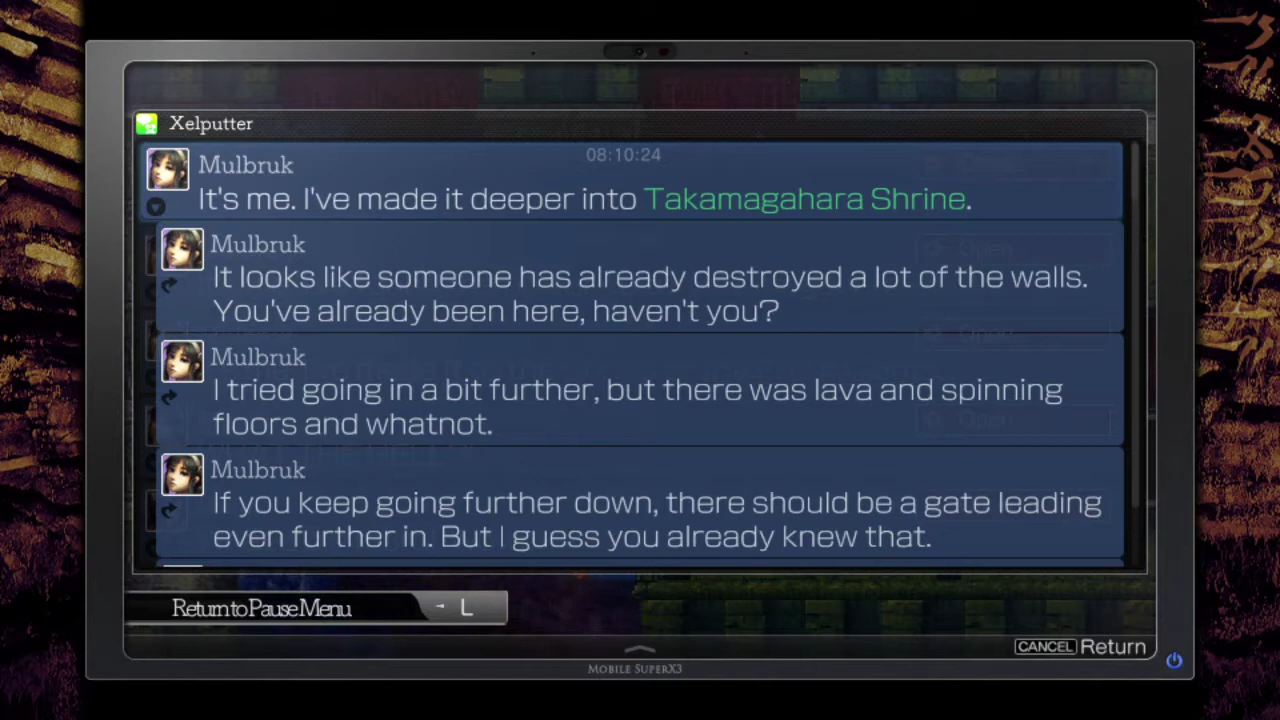 Xelputter
Mulbruk
08:10:24
It's me. I've made it deeper into Takamagahara Shrine.
Mulbruk
It looks like someone has already destroyed a lot of the walls.
You've already been here, haven't you?
Mulbruk
I tried going in a bit further, but there was lava and spinning
floors and whatnot.
Mulbruk
If you keep going further down, there should be a gate leading
even further in. But I guess you already knew that.
Open
Open
Open
Return to Pause Menu
L
CANCEL Return
MOBILE SUPERX3